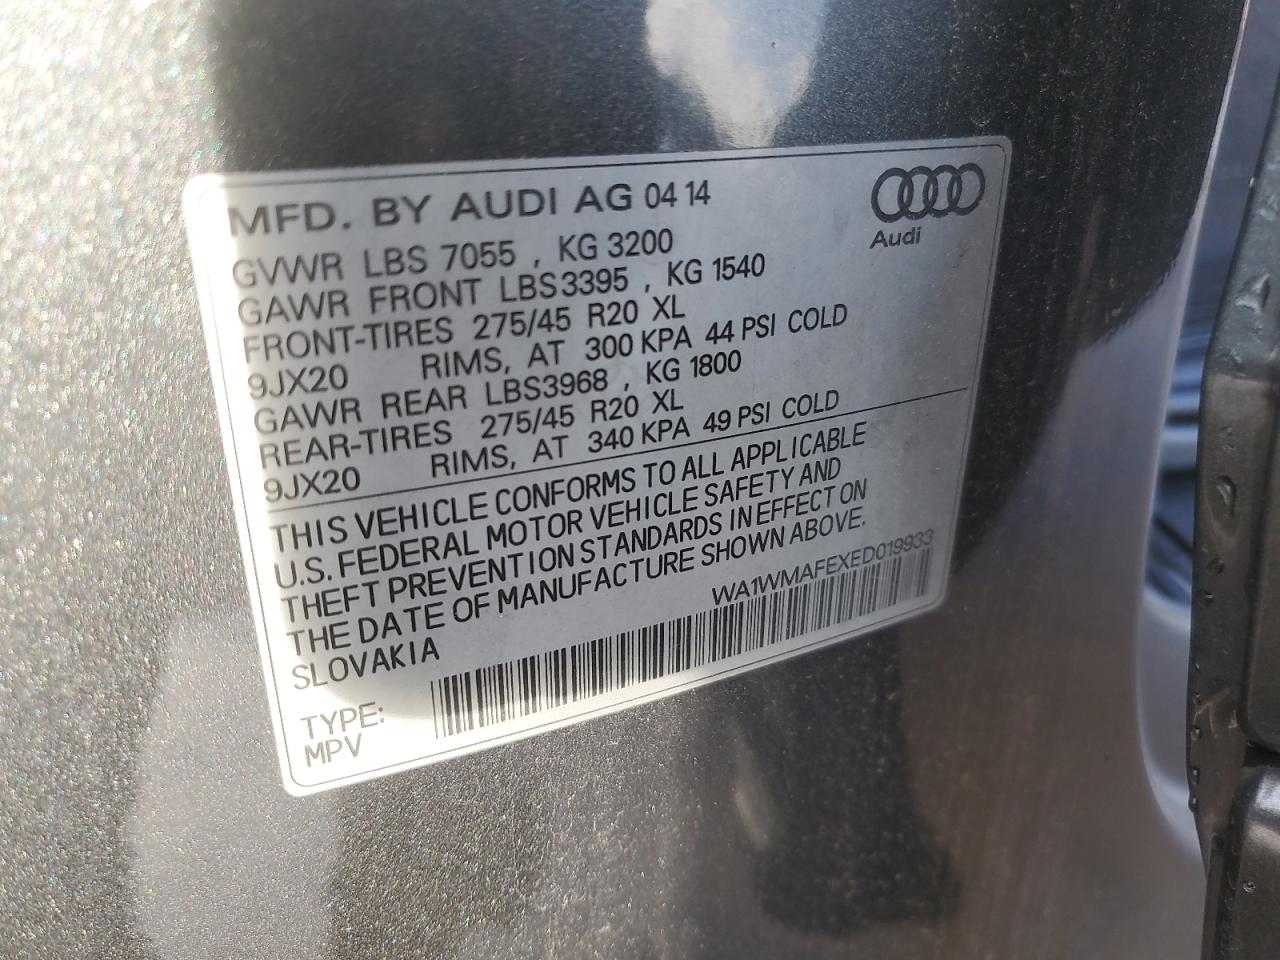 MFD. BY AUDI AG 04 14
Audi
GVWR LBS 7055 , KG 3200
GAWR FRONT LBS3395 , KG 1540
FRONT-TIRES 275/45 R20 XL
9JX20 RIMS, AT 300 KPA 44 PSI COLD
GAWR REAR LBS3968 , KG 1800
REAR-TIRES 275/45 R20 XL
9JX20 RIMS, AT 340 KPA 49 PSI COLD
THIS VEHICLE CONFORMS TO ALL APPLICABLE
U.S. FEDERAL MOTOR VEHICLE SAFETY AND
THEFT PREVENTION STANDARDS IN EFFECT ON
THE DATE OF MANUFACTURE SHOWN ABOVE.
SLOVAKIA
WA1WMAFEXED019933
TYPE:
MPV